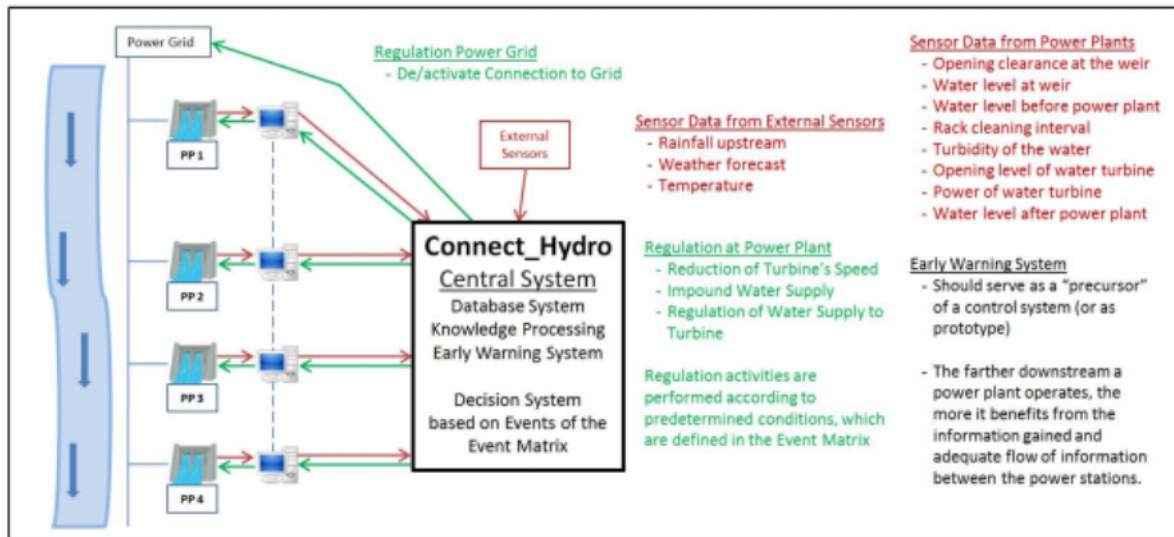 Power Grid
PP 1
PP 2
PP 3
PP 4
Regulation Power Grid
- De/activate Connection to Grid
External
Sensors
Connect_Hydro
Central System
Database System
Knowledge Processing
Early Warning System
Decision System
based on Events of the
Event Matrix
Sensor Data from External Sensors
- Rainfall upstream
- Weather forecast
- Temperature
Regulation at Power Plant
- Reduction of Turbine's Speed
- Impound Water Supply
- Regulation of Water Supply to
Turbine
Regulation activities are
performed according to
predetermined conditions, which
are defined in the Event Matrix
Sensor Data from Power Plants
- Opening clearance at the weir
- Water level at weir
- Water level before power plant
- Rack cleaning interval
- Turbidity of the water
- Opening level of water turbine
- Power of water turbine
- Water level after power plant
Early Warning System
- Should serve as a "precursor"
of a control system (or as
prototype)
- The farther downstream a
power plant operates, the
more it benefits from the
information gained and
adequate flow of information
between the power stations.